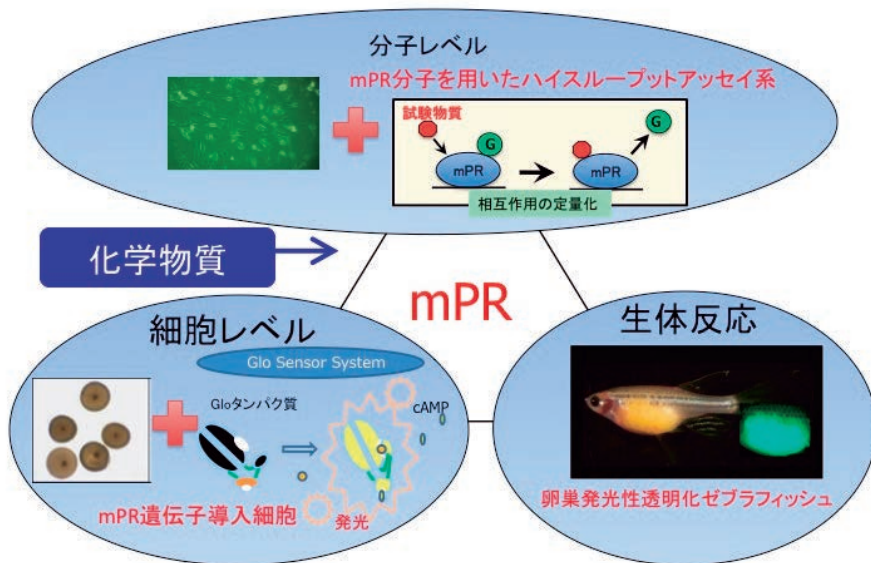 分子レベル
mPR分子を用いたハイスループットアッセイ系
試験物質
G
G
mPR
mPR
相互作用の定量化
化学物質
mPR
細胞レベル
Glo Sensor System
Gloタンパク質
cAMP
mPR遺伝子導入細胞
発光
生体反応
卵巣発光性透明化ゼブラフィッシュ